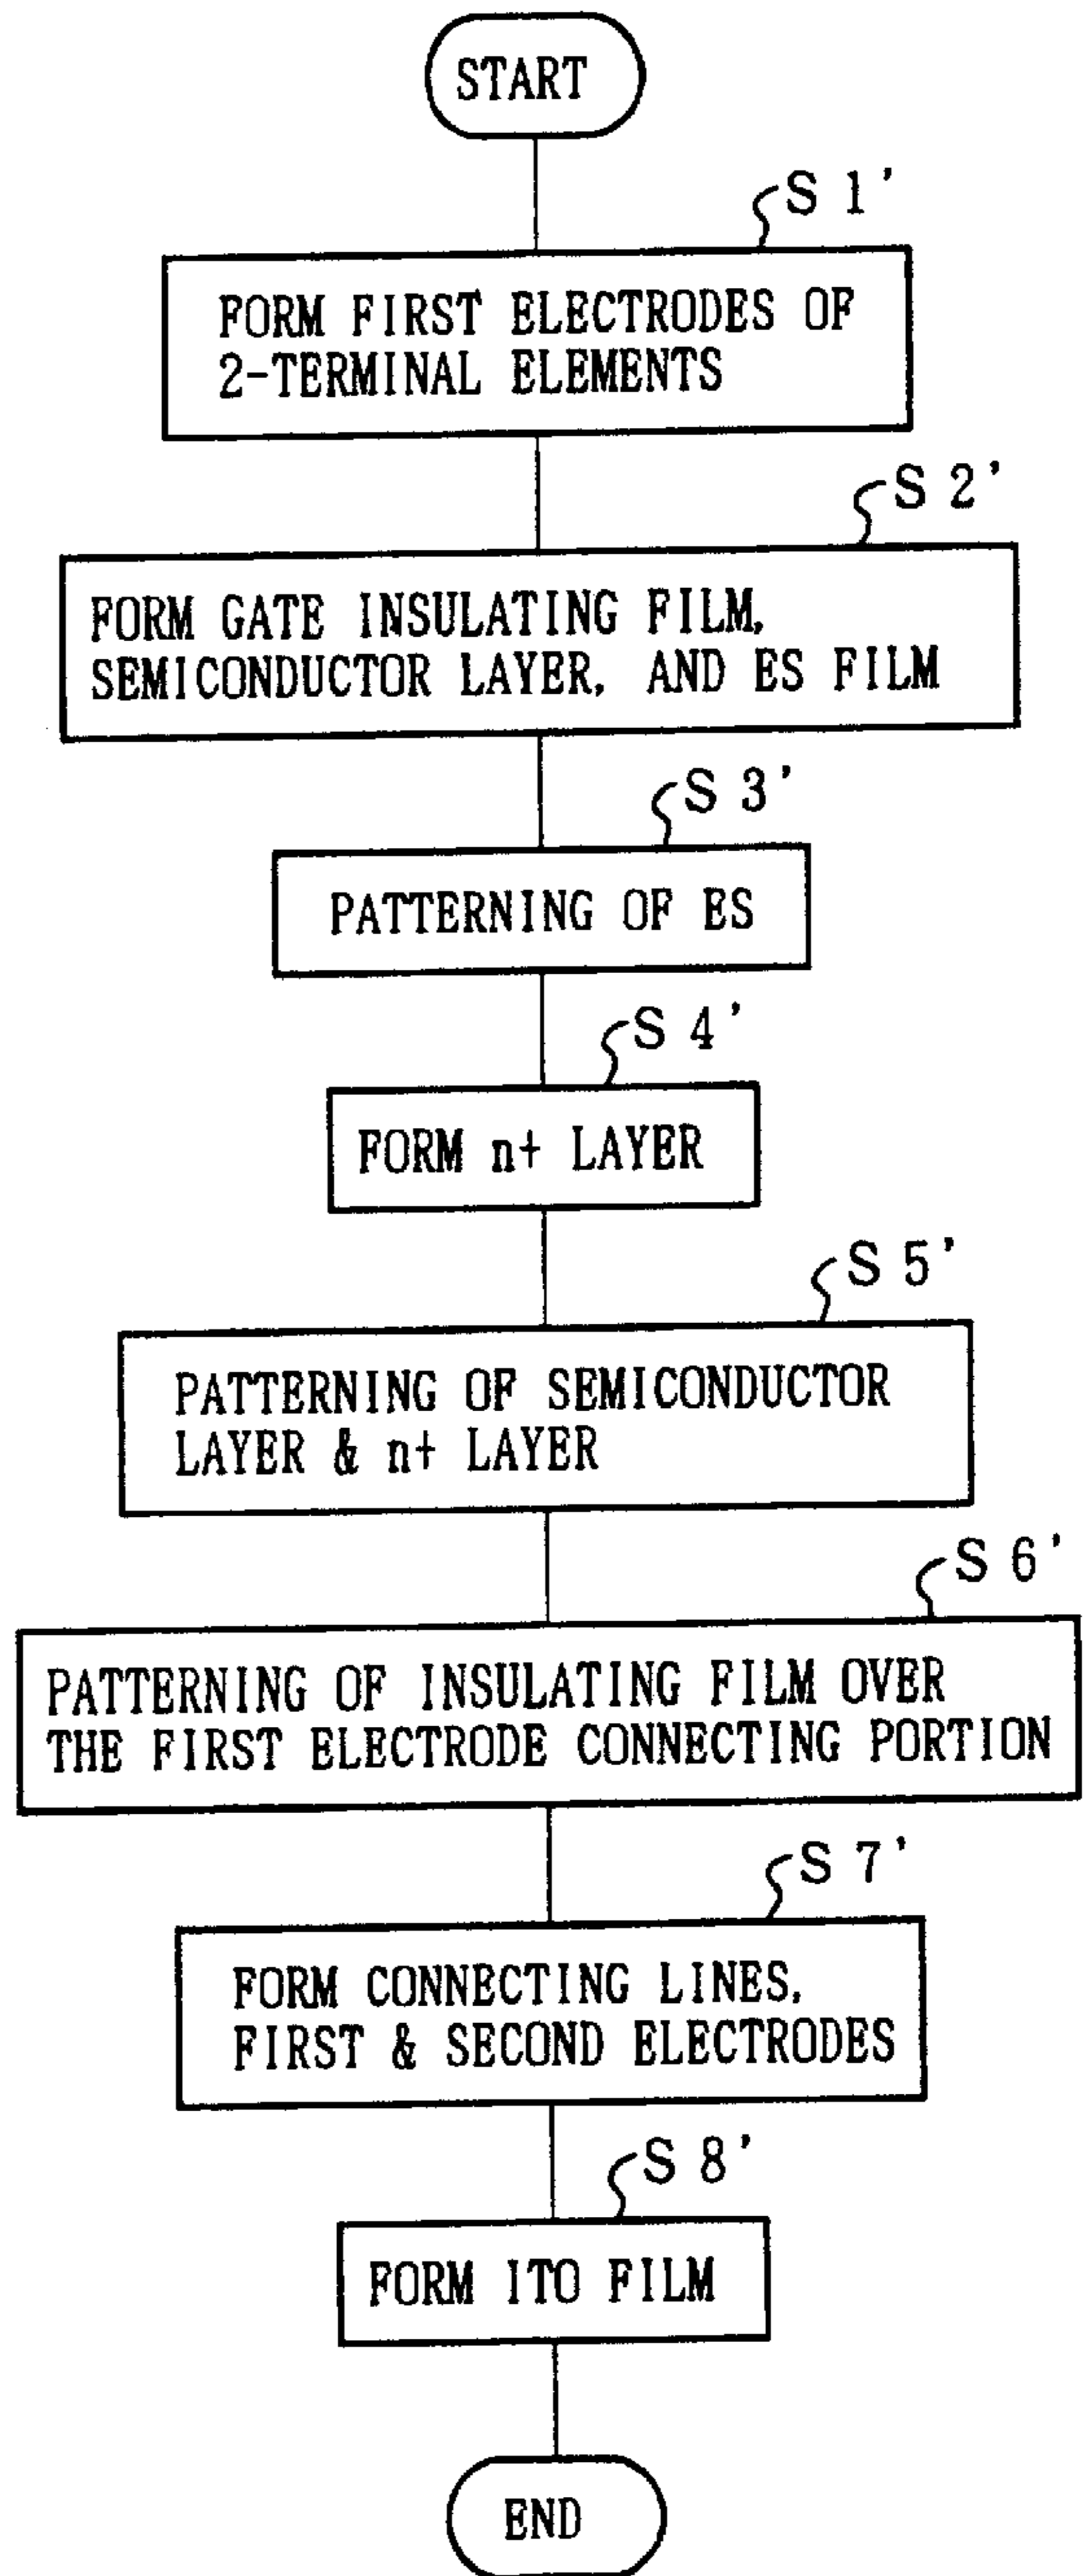 START
S 1'
FORM FIRST ELECTRODES OF
2-TERMINAL ELEMENTS
S 2'
FORM GATE INSULATING FILM,
SEMICONDUCTOR LAYER, AND ES FILM
S 3'
PATTERNING OF ES
S 4'
FORM n+ LAYER
S 5'
PATTERNING OF SEMICONDUCTOR
LAYER & n+ LAYER
S 6'
PATTERNING OF INSULATING FILM OVER
THE FIRST ELECTRODE CONNECTING PORTION
S 7'
FORM CONNECTING LINES,
FIRST & SECOND ELECTRODES
S 8'
FORM ITO FILM
END